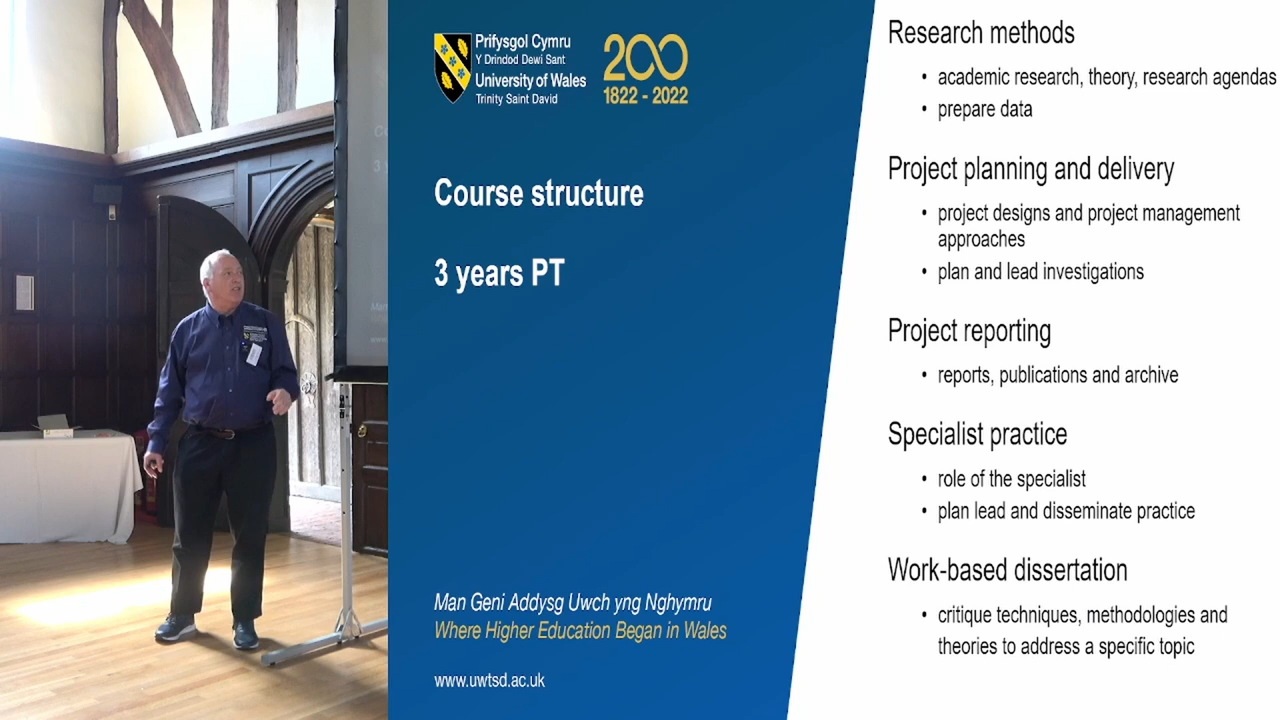 Prifysgol Cymru
Y Drindod Dewi Sant
University of Wales
Trinity Saint David
200
1822 - 2022
Course structure
3 years PT
Man Geni Addysg Uwch yng Nghymru
Where Higher Education Began in Wales
www.uwtsd.ac.uk
Research methods
• academic research, theory, research agendas
• prepare data
Project planning and delivery
• project designs and project management
approaches
• plan and lead investigations
Project reporting
• reports, publications and archive
Specialist practice
• role of the specialist
• plan lead and disseminate practice
Work-based dissertation
• critique techniques, methodologies and
theories to address a specific topic